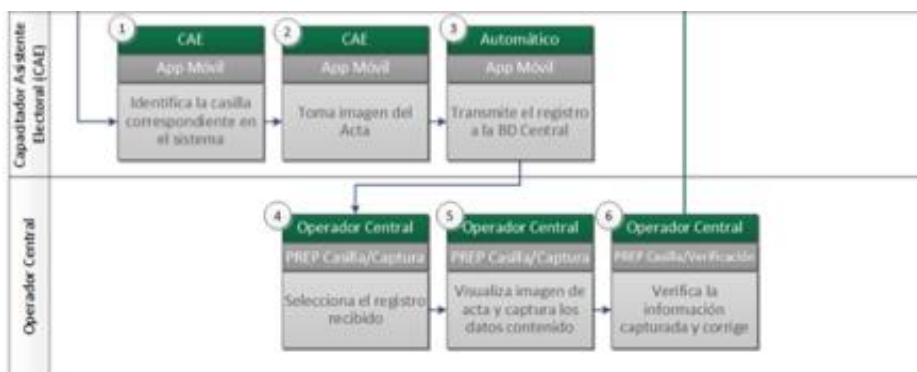 Capacitador Asistente
Electoral (CAE)
1
CAE
App Móvil
Identifica la casilla
correspondiente en
el sistema
2
CAE
App Móvil
Toma imagen del
Acta
3
Automático
App Móvil
Transmite el registro
a la BD Central
Operador Central
4
Operador Central
PREP Casilla/Captura
Selecciona el registro
recibido
5
Operador Central
PREP Casilla/Captura
Visualiza imagen de
acta y captura los
datos contenido
6
Operador Central
PREP Casilla/Verificación
Verifica la
información
capturada y corrige